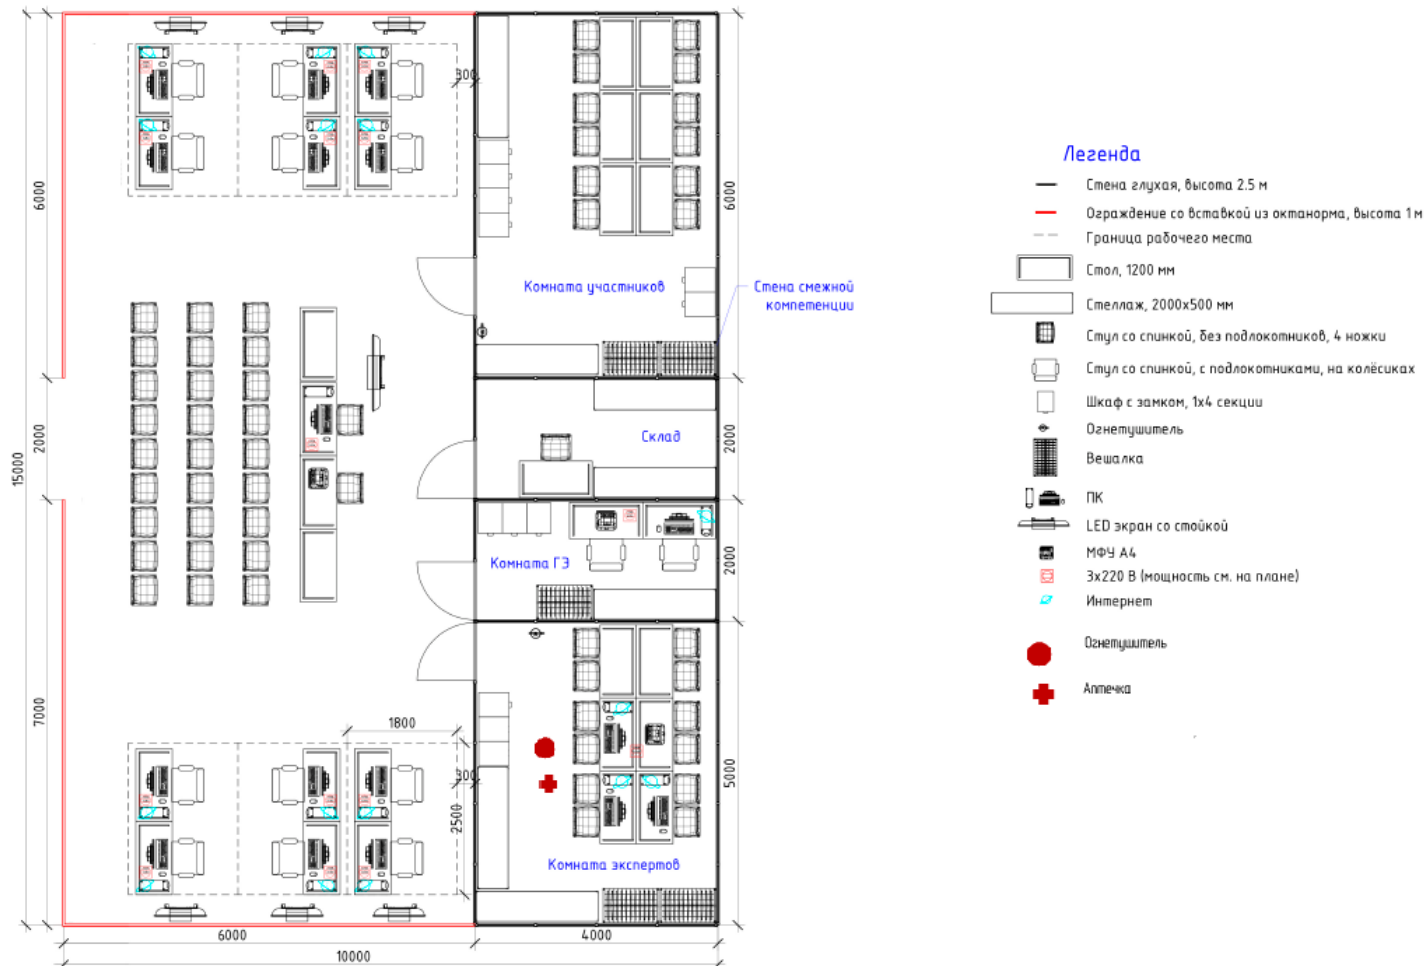 300
6000
6000
Комната участников
Стена смежной
компетенции
2000
15000
Склад
2000
Комната ГЭ
2000
7000
1800
300
2500
5000
Комната экспертов
6000
4000
10000
Легенда
Стена глухая, высота 2.5 м
Ограждение со вставкой из октанорма, высота 1 м
Граница рабочего места
Стол, 1200 мм
Стеллаж, 2000х500 мм
Стул со спинкой, без подлокотников, 4 ножки
Стул со спинкой, с подлокотниками, на колёсиках
Шкаф с замком, 1х4 секции
Огнетушитель
Вешалка
ПК
LED экран со стойкой
МФУ А4
3х220 В (мощность см. на плане)
Интернет
Огнетушитель
Аптечка